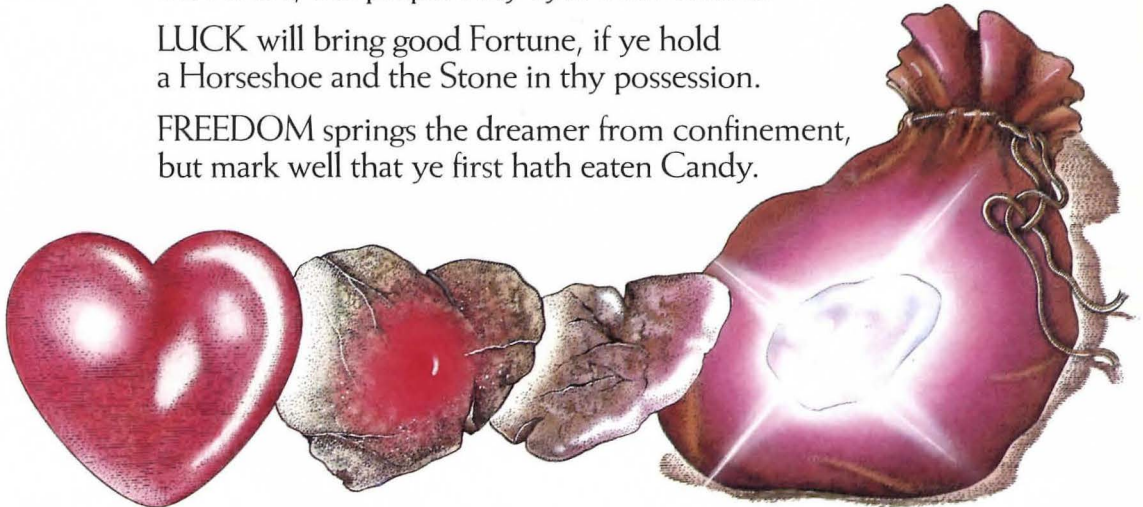 LUCK will bring good Fortune, if ye hold
a Horseshoe and the Stone in thy possession.
FREEDOM springs the dreamer from confinement,
but mark well that ye first hath eaten Candy.